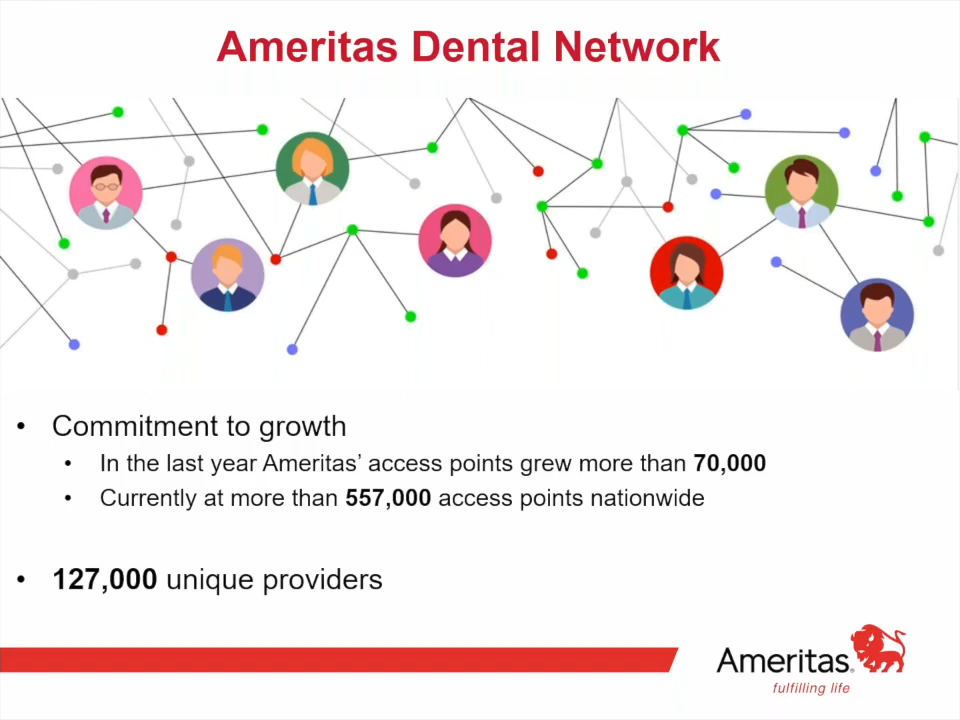 Ameritas Dental Network
• Commitment to growth
• In the last year Ameritas’ access points grew more than 70,000
• Currently at more than 557,000 access points nationwide
• 127,000 unique providers
Ameritas®
fulfilling life